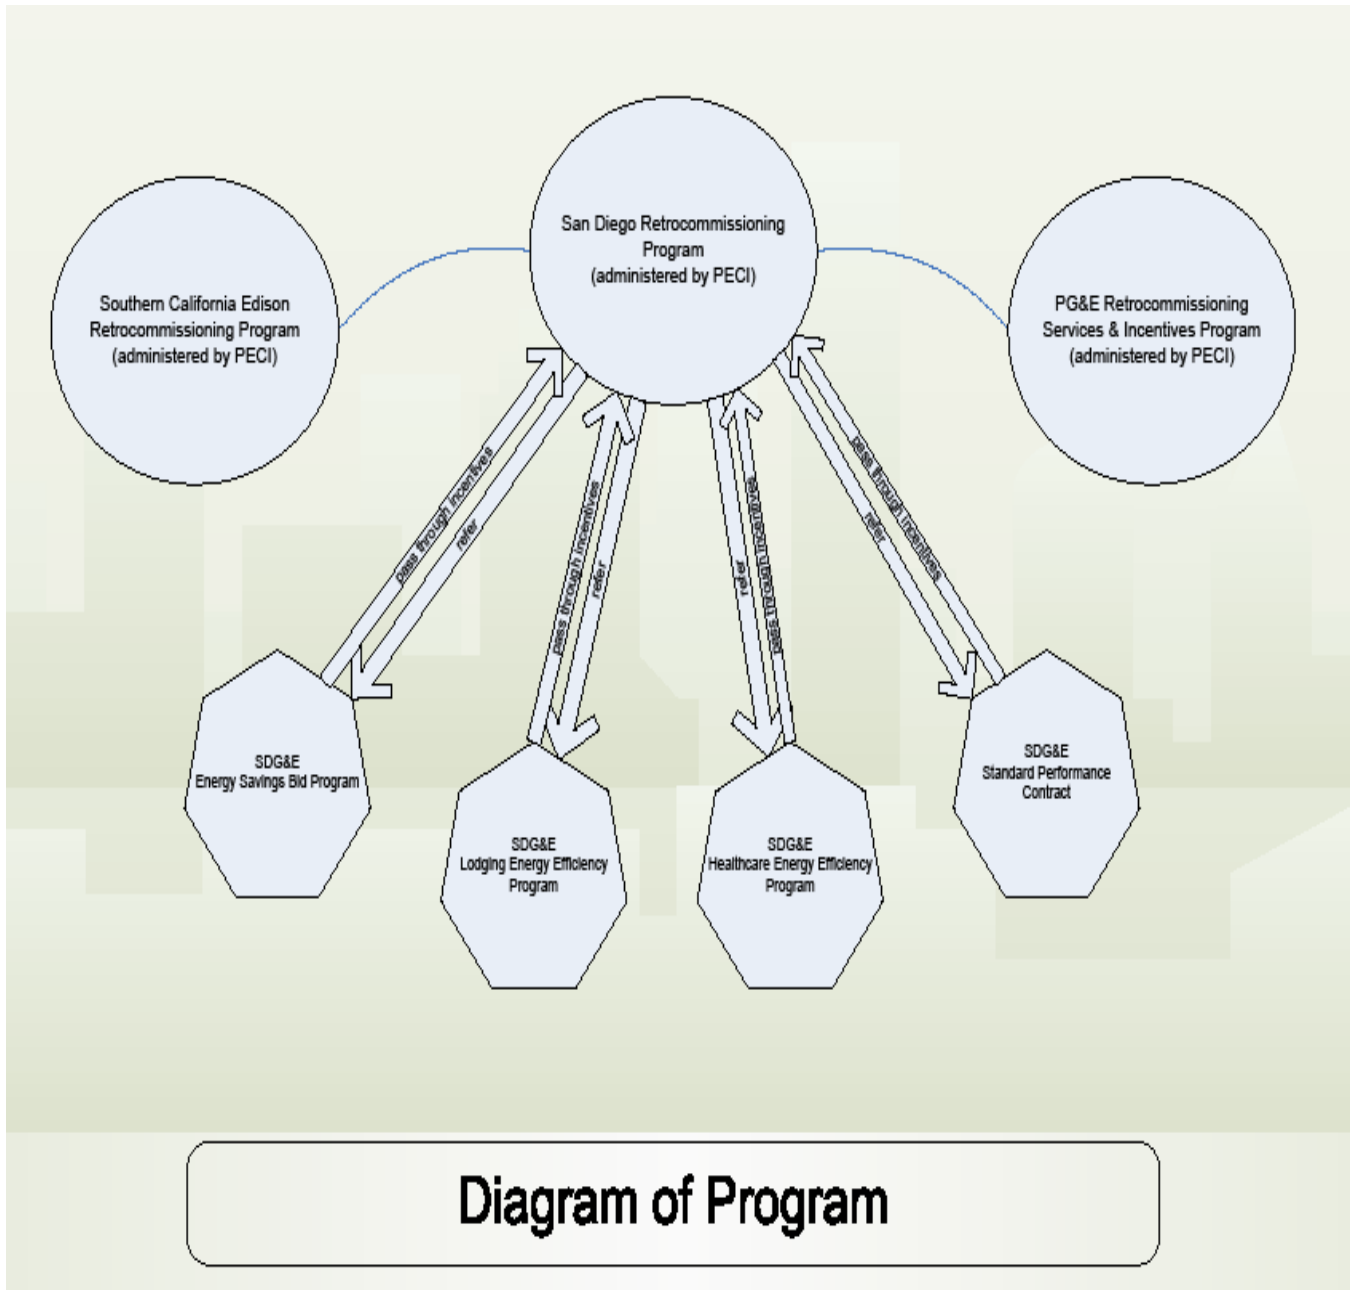 San Diego Retrocommissioning
Program
(administered by PECI)
Southern California Edison
Retrocommissioning Program
(administered by PECI)
PG&E Retrocommissioning
Services & Incentives Program
(administered by PECI)
pass through incentives
refer
pass through incentives
refer
pass through incentives
refer
pass through incentives
refer
SDG&E
Energy Savings Bid Program
SDG&E
Lodging Energy Efficiency
Program
SDG&E
Healthcare Energy Efficiency
Program
SDG&E
Standard Performance
Contract
Diagram of Program